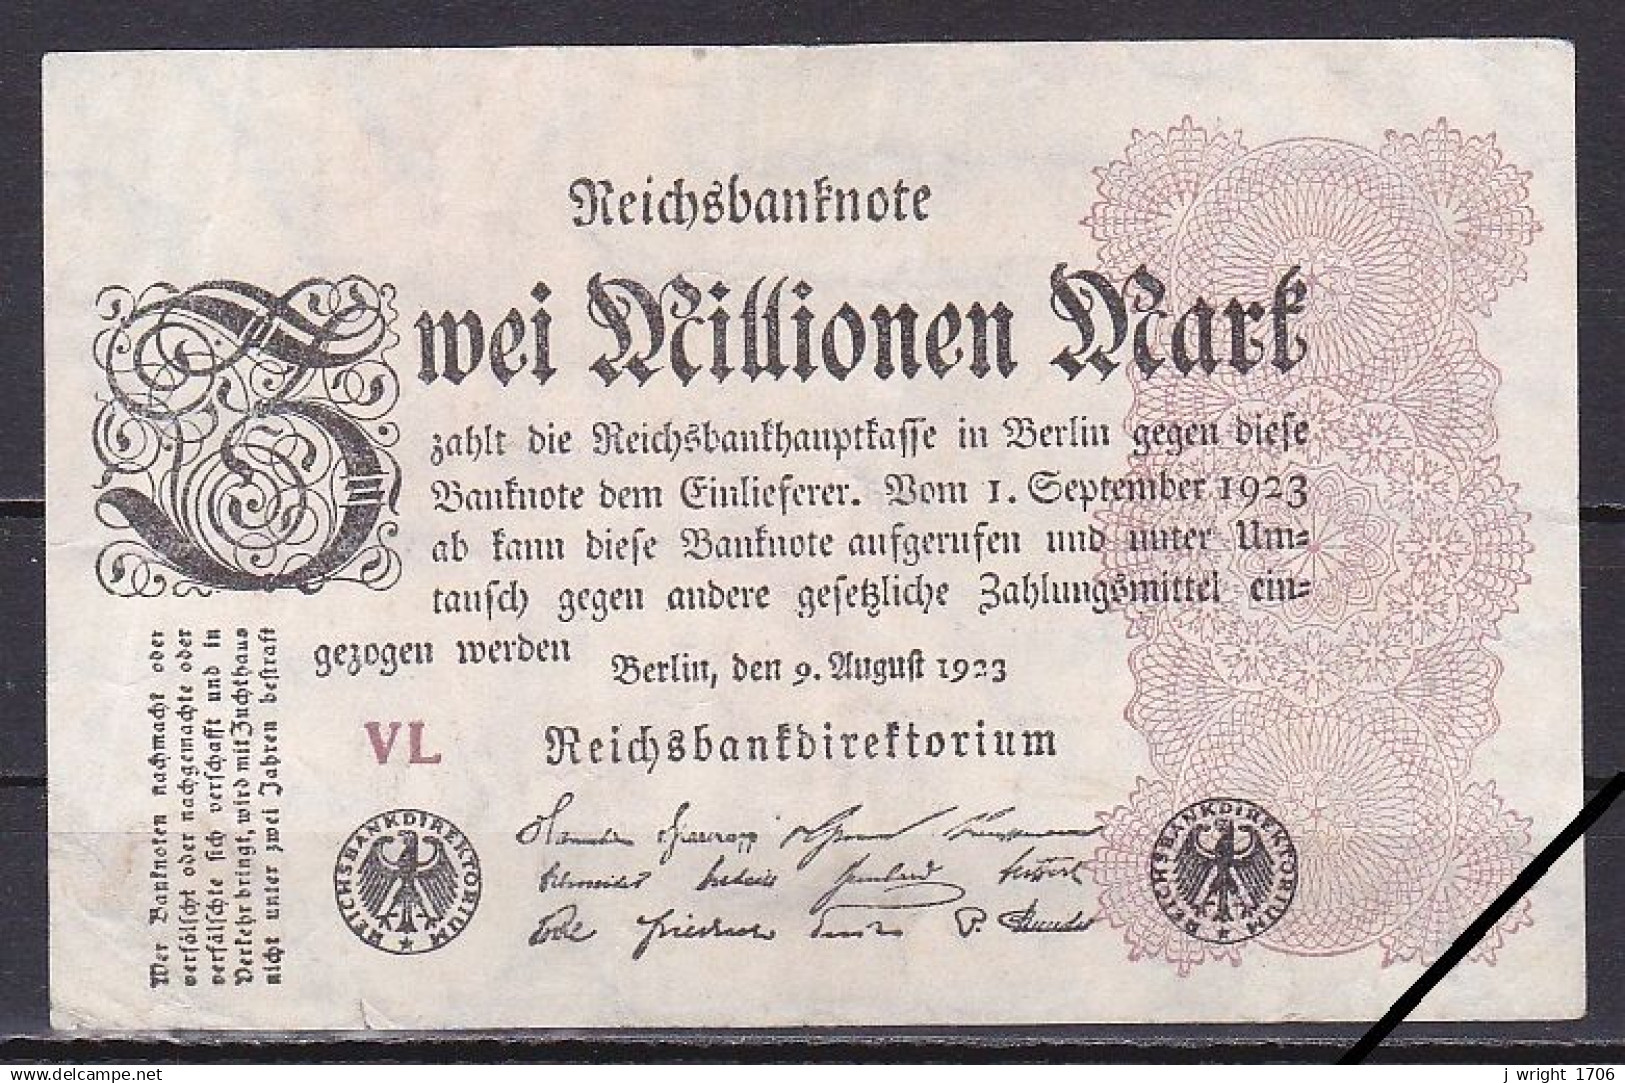 Reichsbanknote
Zwei Millionen Mark
zahlt die Reichsbankhauptkasse in Berlin gegen diese
Banknote dem Einlieferer. Vom 1. September 1923
ab kann diese Banknote aufgerufen und unter Um=
tausch gegen andere gesetzliche Zahlungsmittel ein=
gezogen werden
Berlin, den 9. August 1923
VL
Reichsbankdirektorium
Wer Banknoten nachmacht oder
verfälscht oder nachgemachte oder
verfälschte sich verschafft und in
Verkehr bringt, wird mit Zuchthaus
nicht unter zwei Jahren bestraft
REICHSBANKDIREKTORIUM
REICHSBANKDIREKTORIUM
delcampe.net
j wright 1706